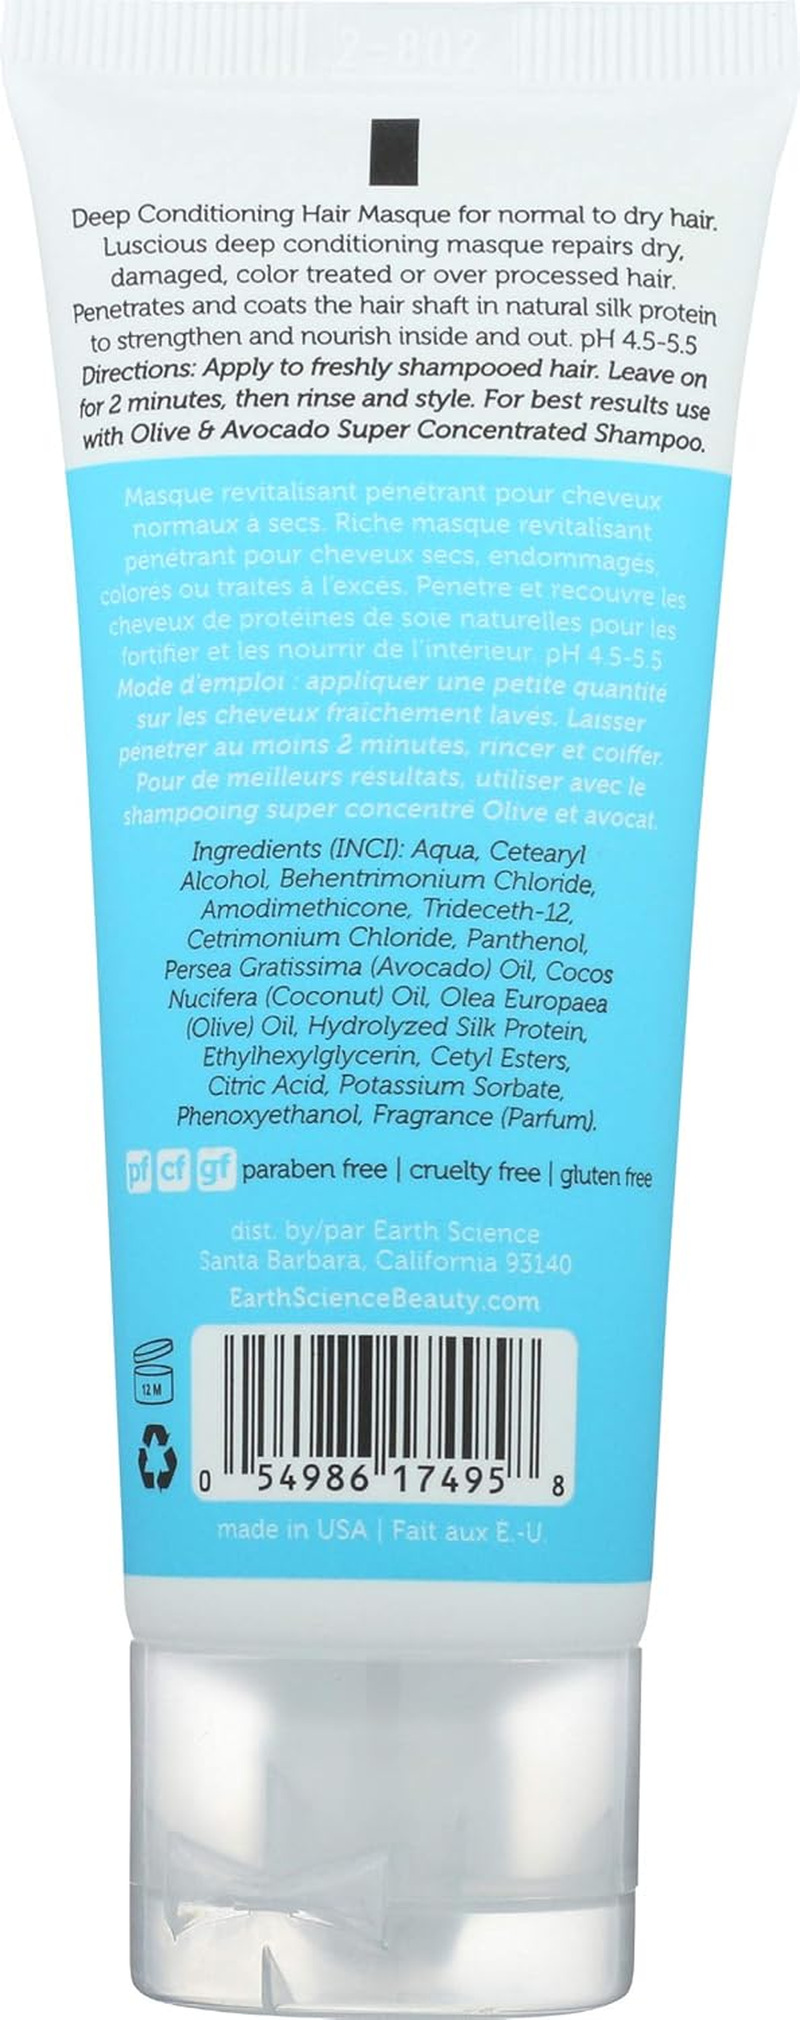 2-802
Deep Conditioning Hair Masque for normal to dry hair.
Luscious deep conditioning masque repairs dry,
damaged, color treated or over processed hair.
Penetrates and coats the hair shaft in natural silk protein
to strengthen and nourish inside and out. pH 4.5-5.5
Directions: Apply to freshly shampooed hair. Leave on
for 2 minutes, then rinse and style. For best results use
with Olive & Avocado Super Concentrated Shampoo.
Masque revitalisant pénétrant pour cheveux
normaux à secs. Riche masque revitalisant
pénétrant pour cheveux secs, endommagés,
colorés ou traités à l'excès. Pénètre et recouvre les
cheveux de protéines de soie naturelles pour les
fortifier et les nourrir de l'intérieur. pH 4.5-5.5
Mode d'emploi : appliquer une petite quantité
sur les cheveux fraîchement lavés. Laisser
pénétrer au moins 2 minutes, rincer et coiffer.
Pour de meilleurs résultats, utiliser avec le
shampooing super concentré Olive et avocat.
Ingredients (INCI): Aqua, Cetearyl
Alcohol, Behentrimonium Chloride,
Amodimethicone, Trideceth-12,
Cetrimonium Chloride, Panthenol,
Persea Gratissima (Avocado) Oil, Cocos
Nucifera (Coconut) Oil, Olea Europaea
(Olive) Oil, Hydrolyzed Silk Protein,
Ethylhexylglycerin, Cetyl Esters,
Citric Acid, Potassium Sorbate,
Phenoxyethanol, Fragrance (Parfum).
pf cf gf paraben free | cruelty free | gluten free
dist. by/par Earth Science
Santa Barbara, California 93140
EarthScienceBeauty.com
12 M
0 54986 17495 8
made in USA | Fait aux É.-U.